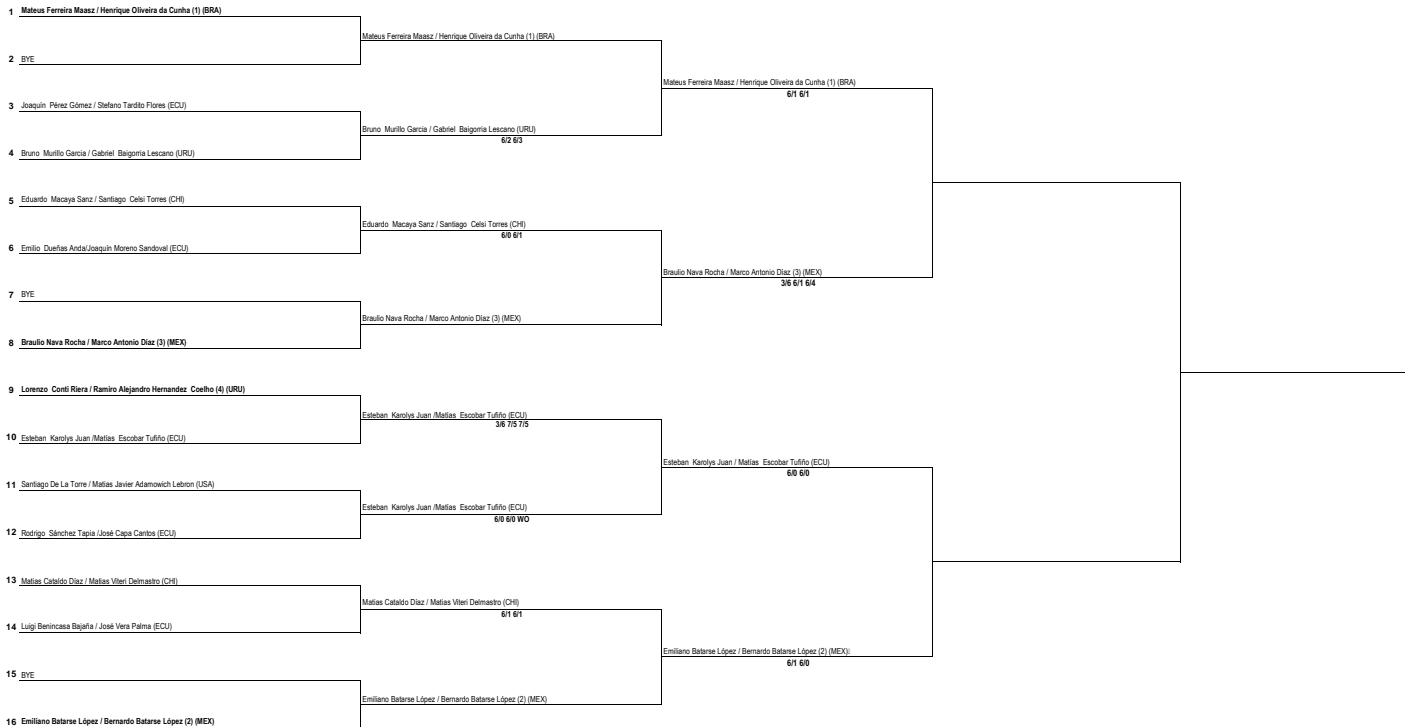 1 Mateus Ferreira Maasz / Henrique Oliveira da Cunha (1) (BRA)
Mateus Ferreira Maasz / Henrique Oliveira da Cunha (1) (BRA)
2 BYE
Mateus Ferreira Maasz / Henrique Oliveira da Cunha (1) (BRA)
6/1 6/1
3 Joaquín Pérez Gómez / Stefano Tardito Flores (ECU)
Bruno Murillo Garcia / Gabriel Baigorria Lescano (URU)
6/2 6/3
4 Bruno Murillo Garcia / Gabriel Baigorria Lescano (URU)
5 Eduardo Macaya Sanz / Santiago Celsi Torres (CHI)
Eduardo Macaya Sanz / Santiago Celsi Torres (CHI)
6/0 6/1
6 Emilio Dueñas Anda/Joaquín Moreno Sandoval (ECU)
Braulio Nava Rocha / Marco Antonio Díaz (3) (MEX)
3/6 6/1 6/4
7 BYE
Braulio Nava Rocha / Marco Antonio Díaz (3) (MEX)
8 Braulio Nava Rocha / Marco Antonio Díaz (3) (MEX)
9 Lorenzo Conti Riera / Ramiro Alejandro Hernandez Coelho (4) (URU)
Esteban Karolys Juan /Matías Escobar Tufiño (ECU)
3/6 7/5 7/5
10 Esteban Karolys Juan /Matías Escobar Tufiño (ECU)
Esteban Karolys Juan / Matías Escobar Tufiño (ECU)
6/0 6/0
11 Santiago De La Torre / Matias Javier Adamowich Lebron (USA)
Esteban Karolys Juan /Matías Escobar Tufiño (ECU)
6/0 6/0 WO
12 Rodrigo Sánchez Tapia /José Capa Cantos (ECU)
13 Matias Cataldo Díaz / Matias Viteri Delmastro (CHI)
Matias Cataldo Díaz / Matias Viteri Delmastro (CHI)
6/1 6/1
14 Luigi Benincasa Bajaña / José Vera Palma (ECU)
Emiliano Batarse López / Bernardo Batarse López (2) (MEX)
6/1 6/0
15 BYE
Emiliano Batarse López / Bernardo Batarse López (2) (MEX)
16 Emiliano Batarse López / Bernardo Batarse López (2) (MEX)